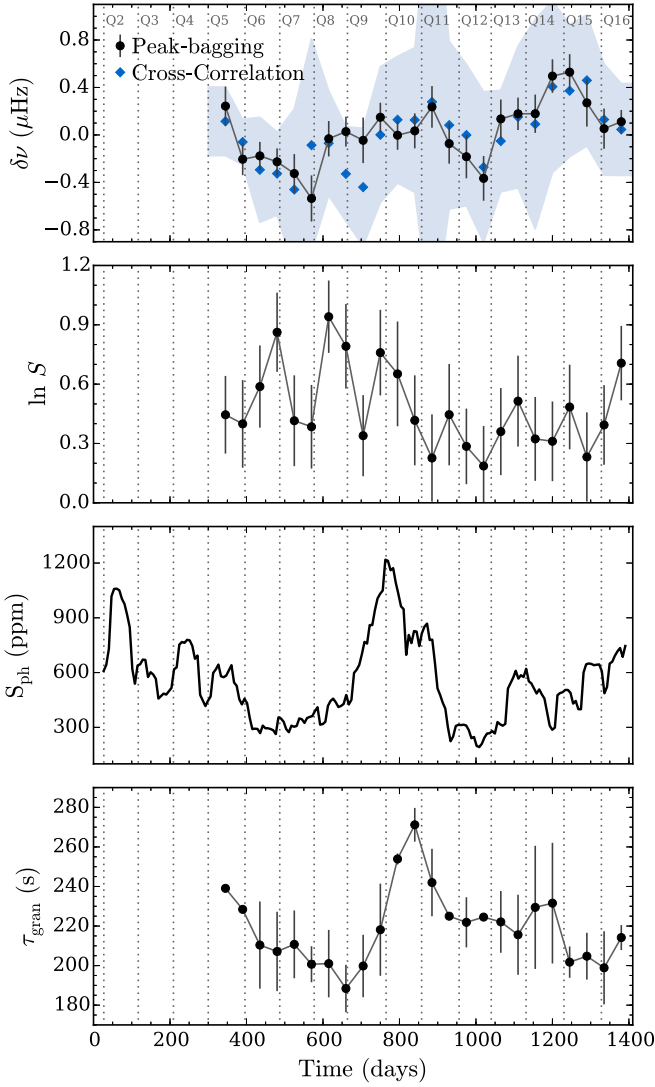 Q2 Q3 Q4 Q5 Q6 Q7 Q8 Q9 Q10 Q11 Q12 Q13 Q14 Q15 Q16
Peak-bagging
Cross-Correlation
δν (μHz)
0.8
0.4
0.0
−0.4
−0.8
ln S
1.2
0.9
0.6
0.3
0.0
S_ph (ppm)
1200
900
600
300
τ_gran (s)
280
260
240
220
200
180
0 200 400 600 800 1000 1200 1400
Time (days)